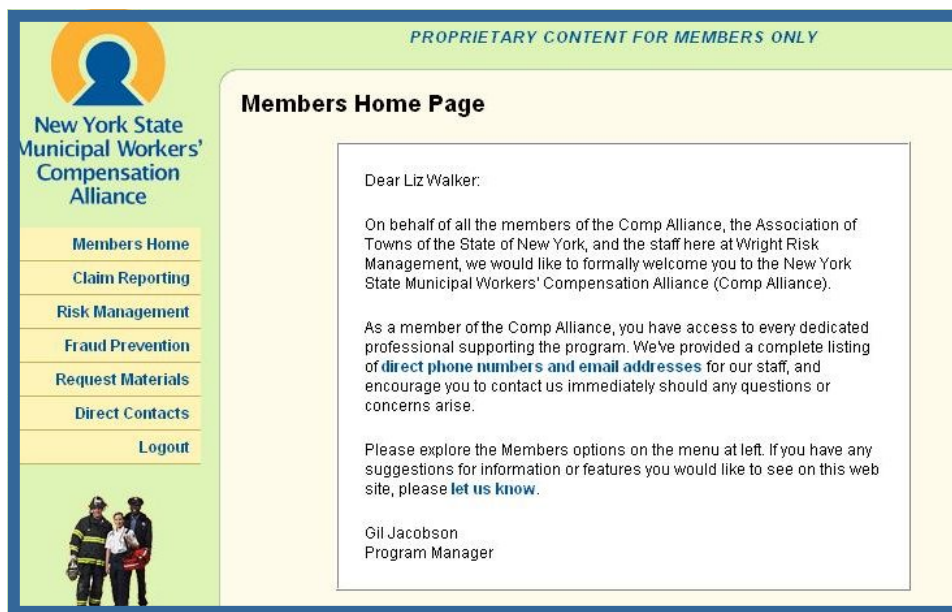 PROPRIETARY CONTENT FOR MEMBERS ONLY
New York State
Municipal Workers'
Compensation
Alliance
Members Home
Claim Reporting
Risk Management
Fraud Prevention
Request Materials
Direct Contacts
Logout
Members Home Page
Dear Liz Walker:
On behalf of all the members of the Comp Alliance, the Association of
Towns of the State of New York, and the staff here at Wright Risk
Management, we would like to formally welcome you to the New York
State Municipal Workers' Compensation Alliance (Comp Alliance).
As a member of the Comp Alliance, you have access to every dedicated
professional supporting the program. We've provided a complete listing
of direct phone numbers and email addresses for our staff, and
encourage you to contact us immediately should any questions or
concerns arise.
Please explore the Members options on the menu at left. If you have any
suggestions for information or features you would like to see on this web
site, please let us know.
Gil Jacobson
Program Manager